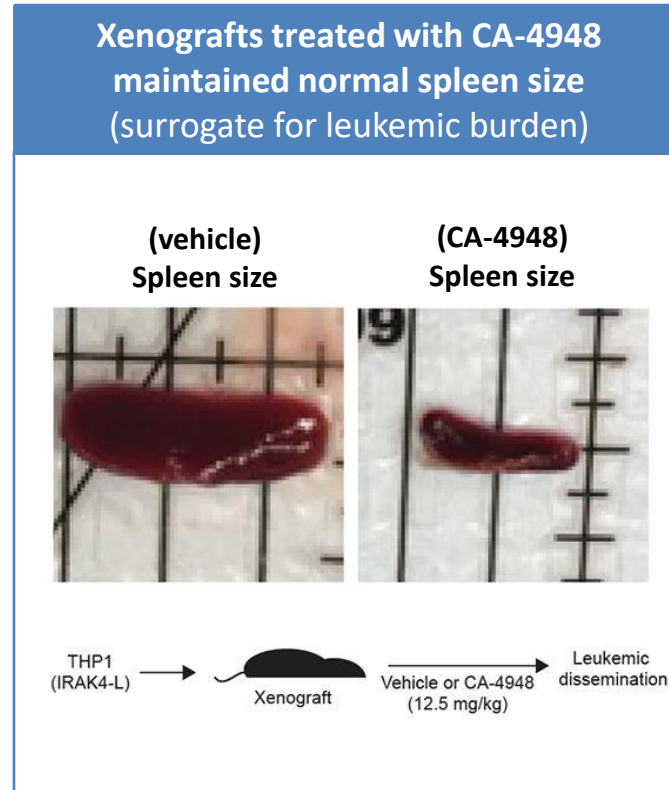 Xenografts treated with CA-4948
maintained normal spleen size
(surrogate for leukemic burden)
(vehicle)
Spleen size
(CA-4948)
Spleen size
THP1
(IRAK4-L)
Xenograft
Vehicle or CA-4948
(12.5 mg/kg)
Leukemic
dissemination